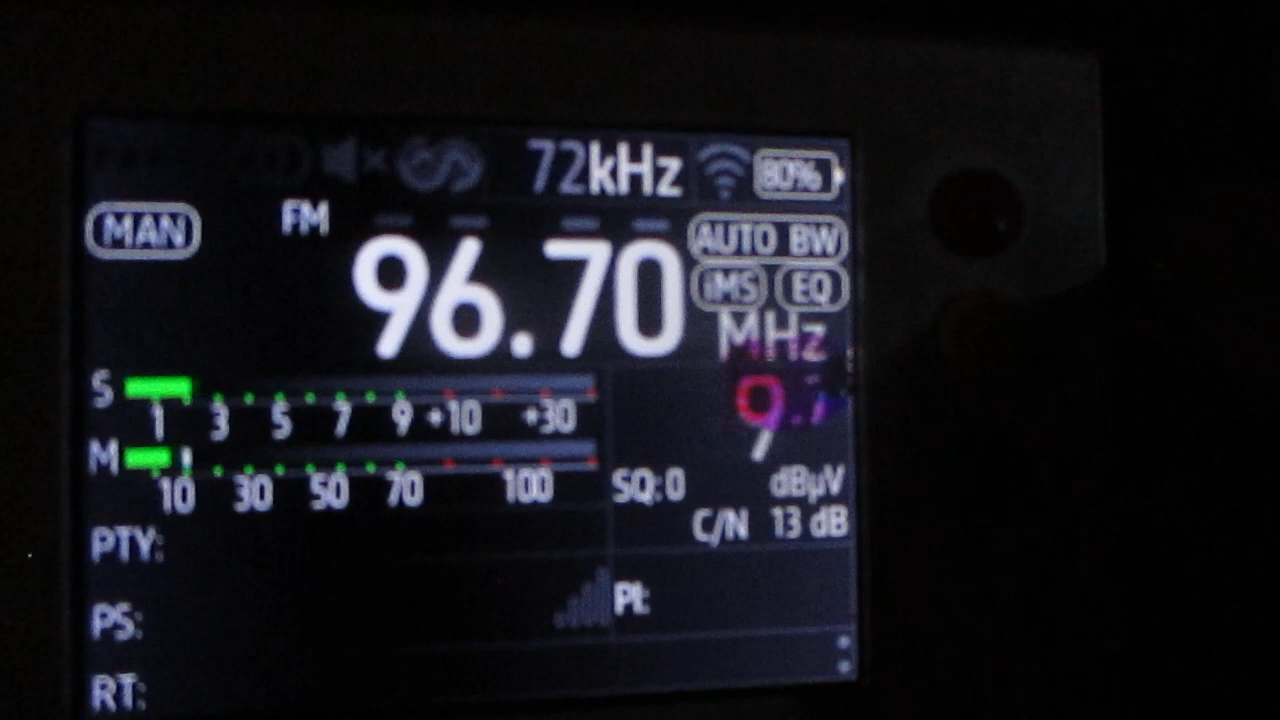 72kHz 80%
MAN FM AUTO BW
96.70 iMS EQ
MHz
S
1 3 5 7 9 +10 +30
M
10 30 50 70 100 SQ:0 dBµV
C/N 13 dB
PTY:
PS: PI:
RT: